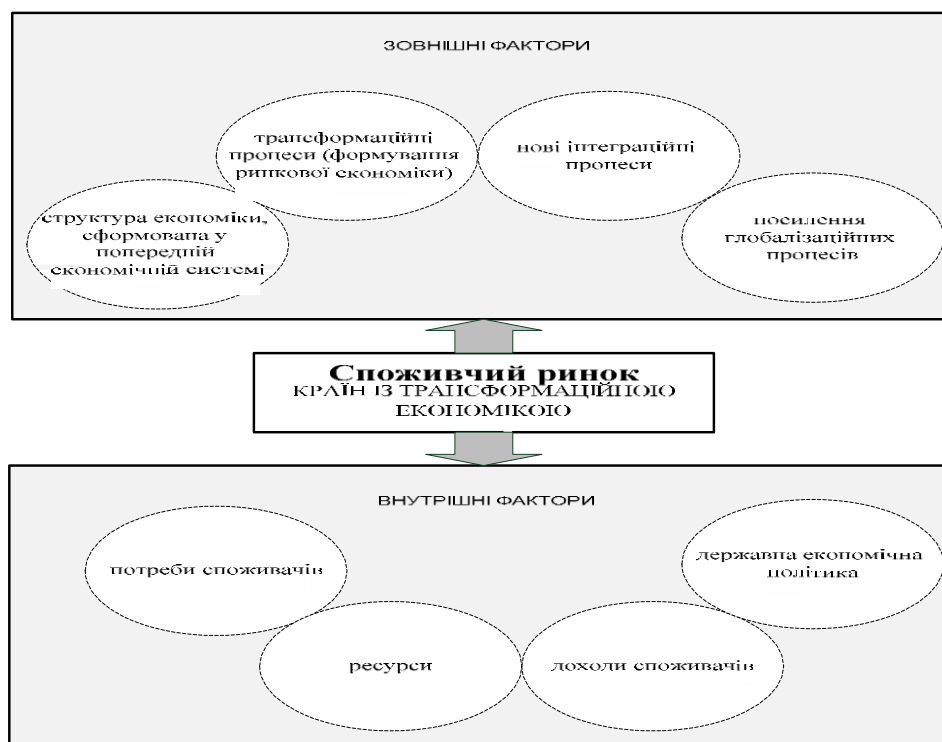 ЗОВНІШНІ ФАКТОРИ
трансформаційні
процеси (формування
ринкової економіки)
нові інтеграційні
процеси
структура економіки,
сформована у
попередній
економічній системі
посилення
глобалізаційних
процесів
Споживчий ринок
КРАЇН ІЗ ТРАНСФОРМАЦІЙНОЮ
ЕКОНОМІКОЮ
ВНУТРІШНІ ФАКТОРИ
потреби споживачів
державна економічна
політика
ресурси
доходи споживачів